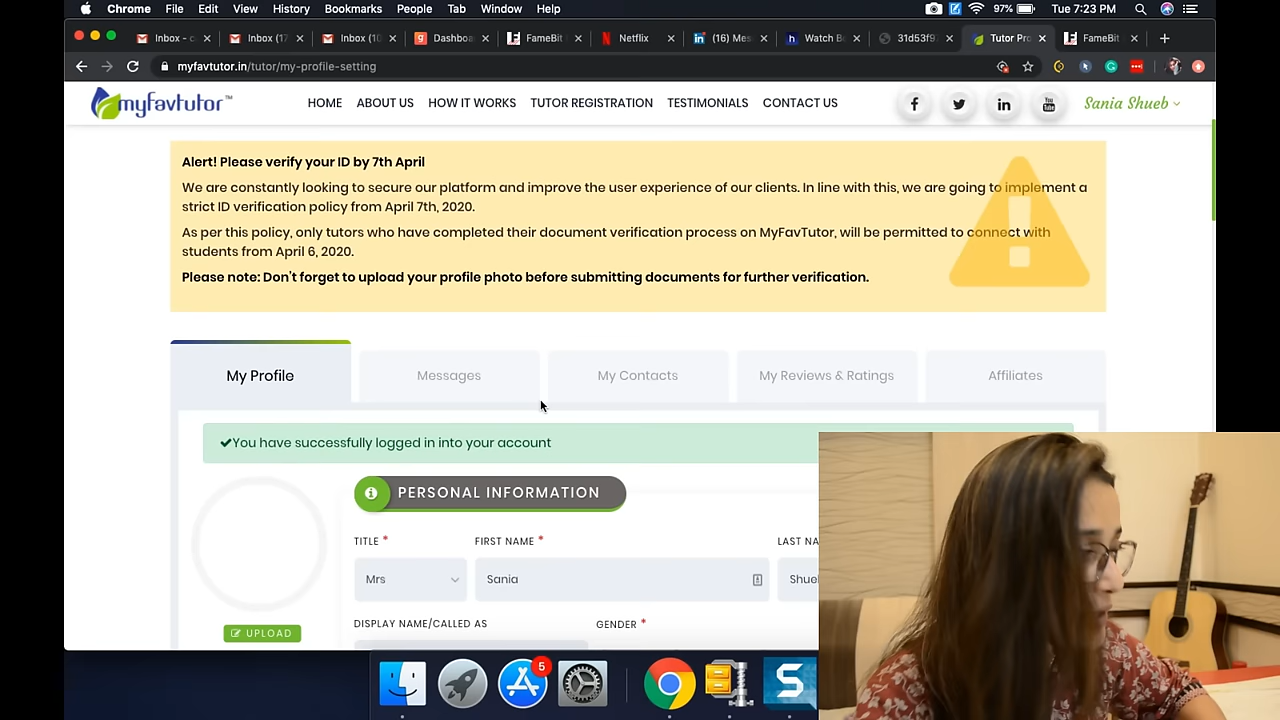 Chrome File Edit View History Bookmarks People Tab Window Help 97% Tue 7:23 PM
Inbox - c Inbox (17 Inbox (10 Dashboa FameBit Netflix (16) Mes Watch Be 31d53f9 Tutor Pro FameBit
myfavtutor.in/tutor/my-profile-setting
myfavtutor™ HOME ABOUT US HOW IT WORKS TUTOR REGISTRATION TESTIMONIALS CONTACT US Sania Shueb
Alert! Please verify your ID by 7th April
We are constantly looking to secure our platform and improve the user experience of our clients. In line with this, we are going to implement a
strict ID verification policy from April 7th, 2020.
As per this policy, only tutors who have completed their document verification process on MyFavTutor, will be permitted to connect with
students from April 6, 2020.
Please note: Don't forget to upload your profile photo before submitting documents for further verification.
My Profile Messages My Contacts My Reviews & Ratings Affiliates
You have successfully logged in into your account
PERSONAL INFORMATION
TITLE * FIRST NAME * LAST NA
Mrs Sania Shue
DISPLAY NAME/CALLED AS GENDER *
UPLOAD
5